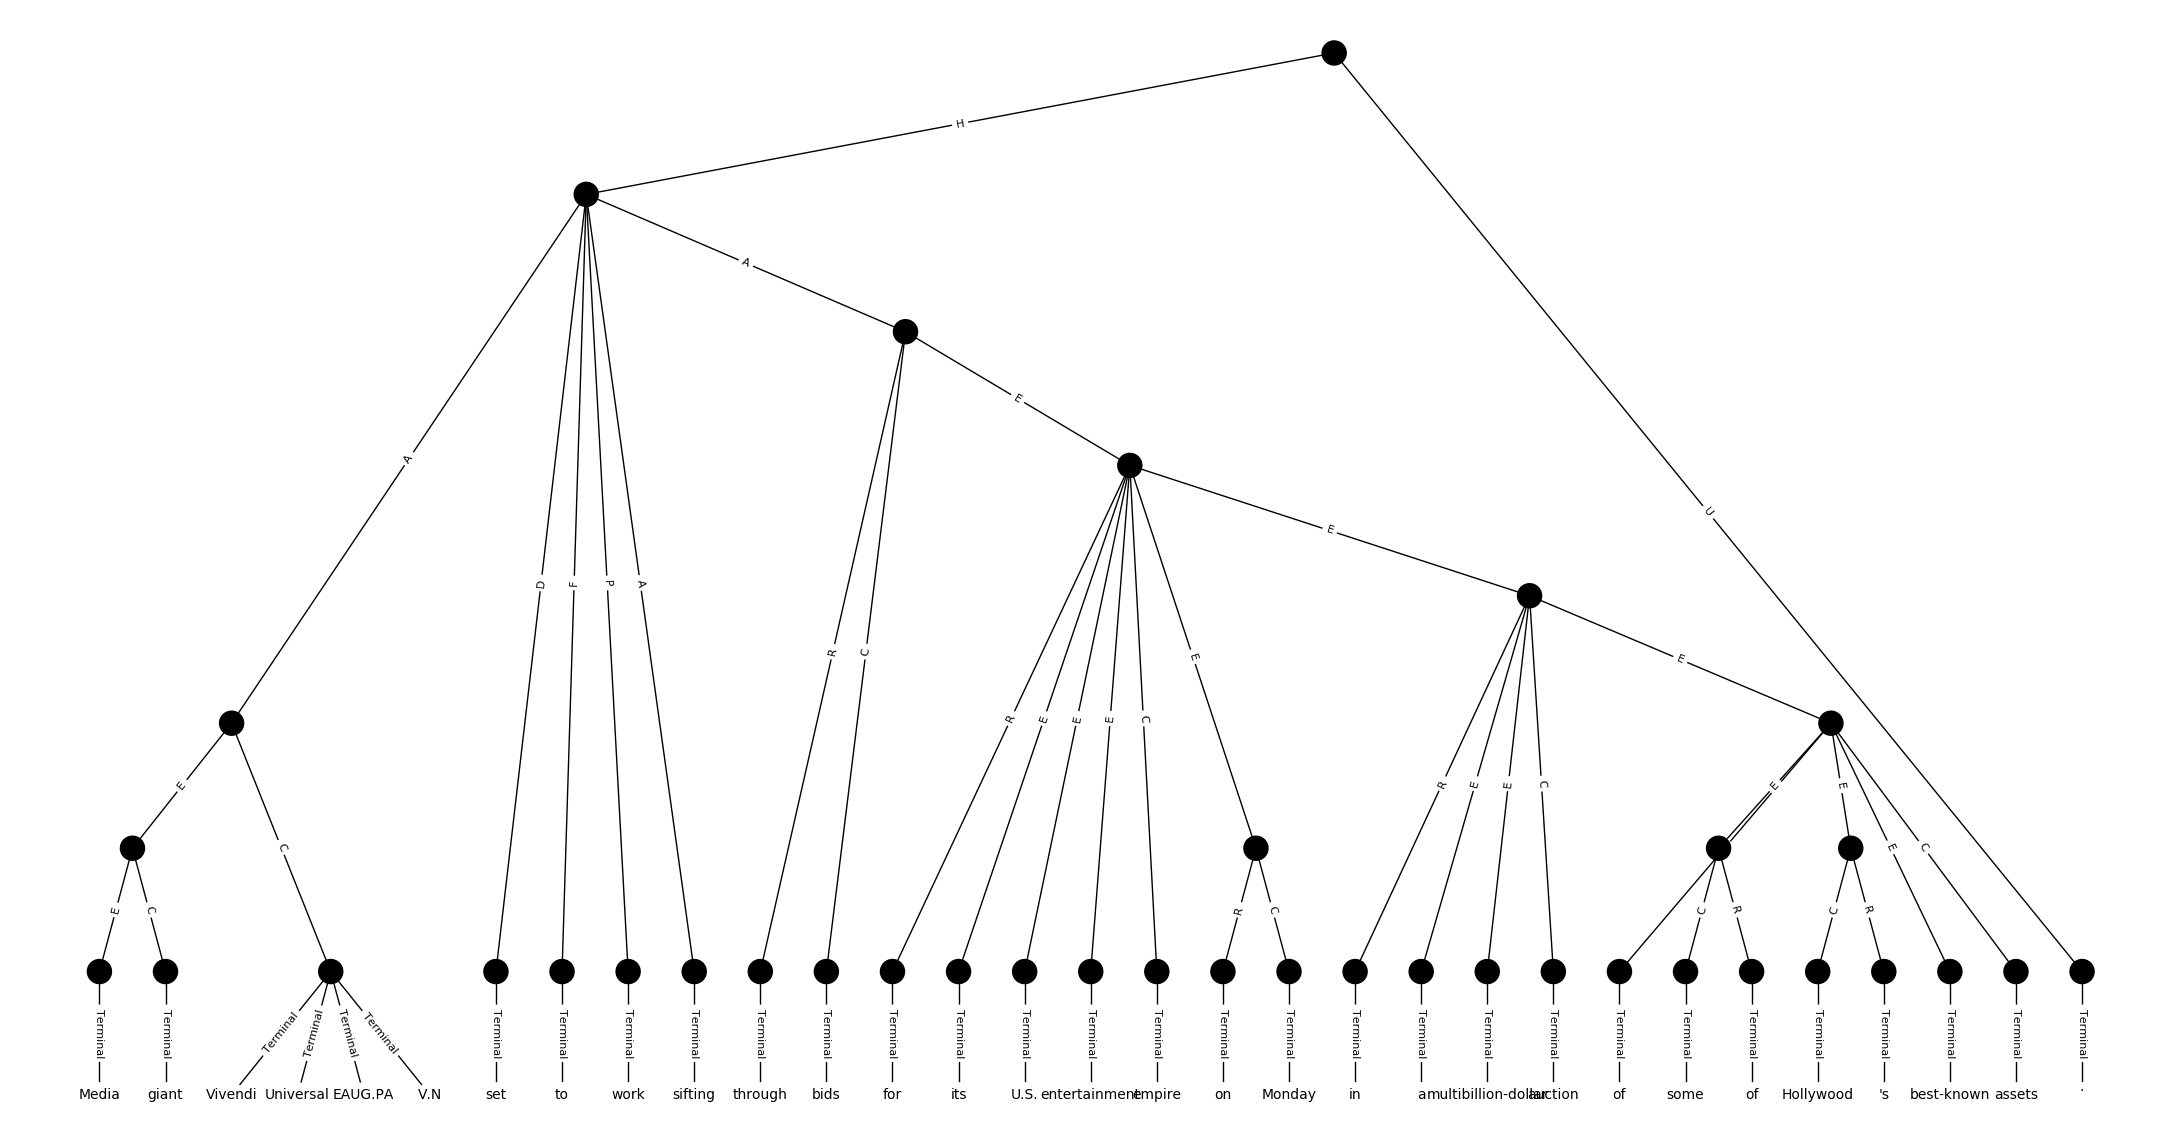 H
A
A
E
U
E
D F P A
R C E
E
R E E E C
E R E E C E E
C E C
E C R C C R C R
Terminal Terminal Terminal Terminal Terminal Terminal Terminal Terminal Terminal Terminal Terminal Terminal Terminal Terminal Terminal Terminal Terminal Terminal Terminal Terminal Terminal Terminal Terminal Terminal Terminal Terminal Terminal Terminal Terminal Terminal Terminal
Media giant Vivendi Universal EAUG.PA V.N set to work sifting through bids for its U.S. entertainment empire on Monday in a multibillion-dollar auction of some of Hollywood 's best-known assets .